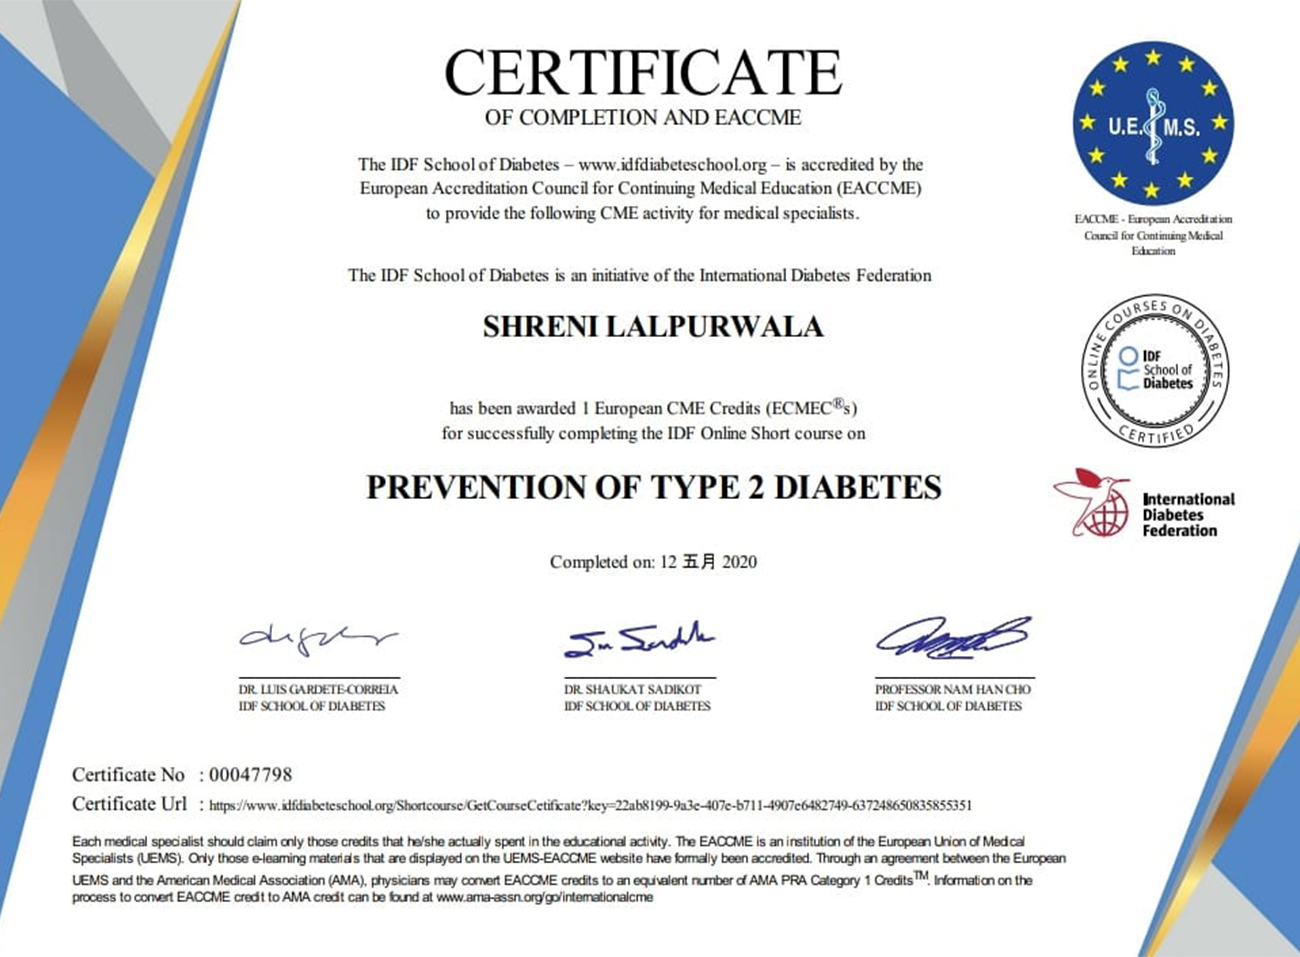 CERTIFICATE
OF COMPLETION AND EACCME
The IDF School of Diabetes – www.idfdiabeteschool.org – is accredited by the
European Accreditation Council for Continuing Medical Education (EACCME)
to provide the following CME activity for medical specialists.
The IDF School of Diabetes is an initiative of the International Diabetes Federation
SHRENI LALPURWALA
has been awarded 1 European CME Credits (ECMEC®s)
for successfully completing the IDF Online Short course on
PREVENTION OF TYPE 2 DIABETES
Completed on: 12 五月 2020
U.E.M.S.
EACCME - European Accreditation
Council for Continuing Medical
Education
ONLINE COURSES ON DIABETES
IDF
School of
Diabetes
CERTIFIED
International
Diabetes
Federation
DR. LUIS GARDETE-CORREIA
IDF SCHOOL OF DIABETES
DR. SHAUKAT SADIKOT
IDF SCHOOL OF DIABETES
PROFESSOR NAM HAN CHO
IDF SCHOOL OF DIABETES
Certificate No : 00047798
Certificate Url : https://www.idfdiabeteschool.org/Shortcourse/GetCourseCetificate?key=22ab8199-9a3e-407e-b711-4907e6482749-637248650835855351
Each medical specialist should claim only those credits that he/she actually spent in the educational activity. The EACCME is an institution of the European Union of Medical
Specialists (UEMS). Only those e-learning materials that are displayed on the UEMS-EACCME website have formally been accredited. Through an agreement between the European
UEMS and the American Medical Association (AMA), physicians may convert EACCME credits to an equivalent number of AMA PRA Category 1 Credits™. Information on the
process to convert EACCME credit to AMA credit can be found at www.ama-assn.org/go/internationalcme